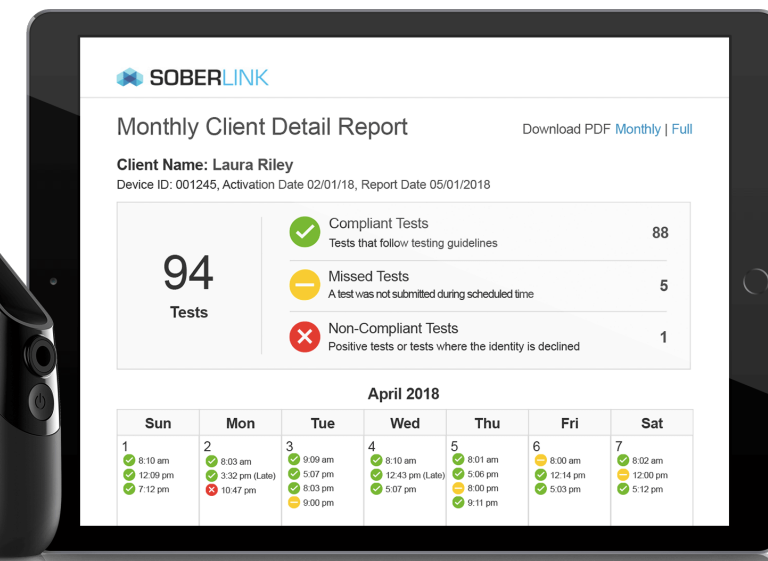 SOBERLINK
Monthly Client Detail Report
Download PDF Monthly | Full
Client Name: Laura Riley
Device ID: 001245, Activation Date 02/01/18, Report Date 05/01/2018
94
Tests
Compliant Tests
Tests that follow testing guidelines
88
Missed Tests
A test was not submitted during scheduled time
5
Non-Compliant Tests
Positive tests or tests where the identity is declined
1
April 2018
Sun Mon Tue Wed Thu Fri Sat
1
8:10 am
12:09 pm
7:12 pm
2
8:03 am
3:32 pm (Late)
10:47 pm
3
9:09 am
5:07 pm
8:03 pm
9:00 pm
4
8:10 am
12:43 pm (Late)
5:07 pm
5
8:01 am
5:06 pm
8:00 pm
9:11 pm
6
8:00 am
12:14 pm
5:03 pm
7
8:02 am
12:00 pm
5:12 pm